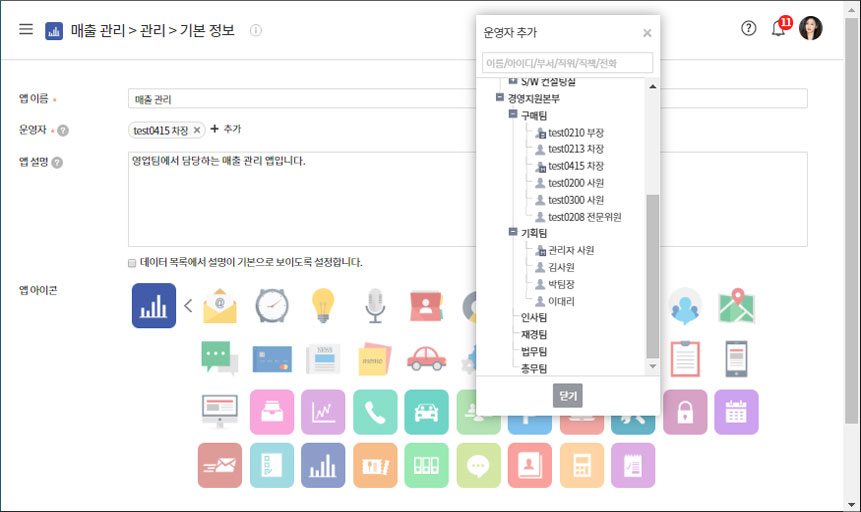 매출 관리 > 관리 > 기본 정보
11
앱 이름
매출 관리
운영자
test0415 차장
추가
앱 설명
영업팀에서 담당하는 매출 관리 앱입니다.
데이터 목록에서 설명이 기본으로 보이도록 설정합니다.
앱 아이콘
NEWS
memo
운영자 추가
이름/아이디/부서/직위/직책/전화
S/W 컨설팅실
경영지원본부
구매팀
test0210 부장
test0213 차장
test0415 차장
test0200 사원
test0300 사원
test0208 전문위원
기획팀
관리자 사원
김사원
박팀장
이대리
인사팀
재경팀
법무팀
총무팀
닫기